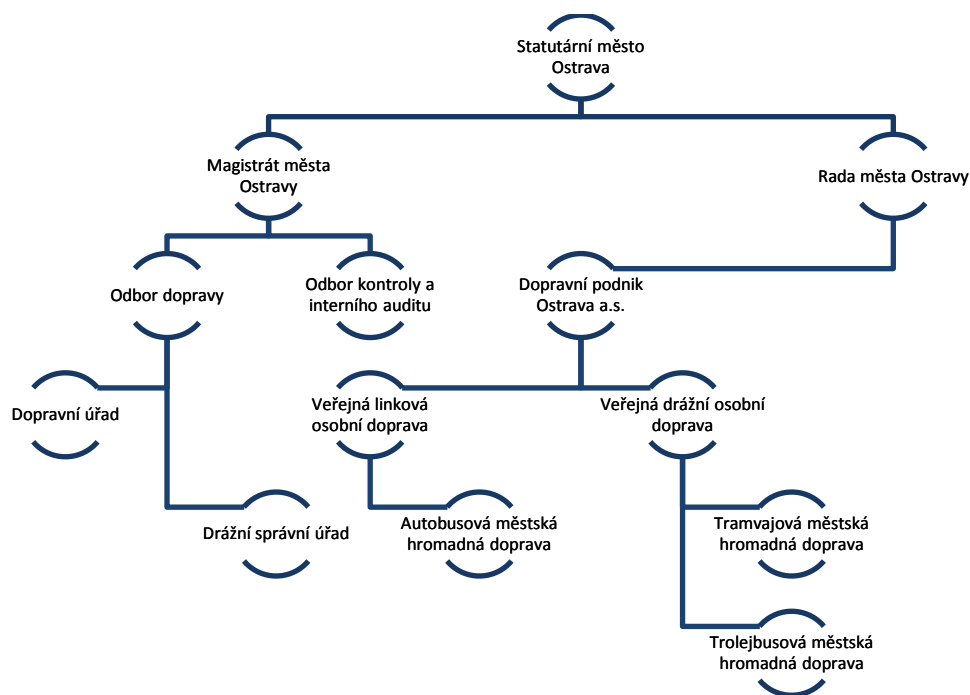 Statutární město
Ostrava
Magistrát města
Ostravy
Rada města Ostravy
Odbor dopravy
Odbor kontroly a
interního auditu
Dopravní podnik
Ostrava a.s.
Dopravní úřad
Veřejná linková
osobní doprava
Veřejná drážní osobní
doprava
Drážní správní úřad
Autobusová městská
hromadná doprava
Tramvajová městská
hromadná doprava
Trolejbusová městská
hromadná doprava